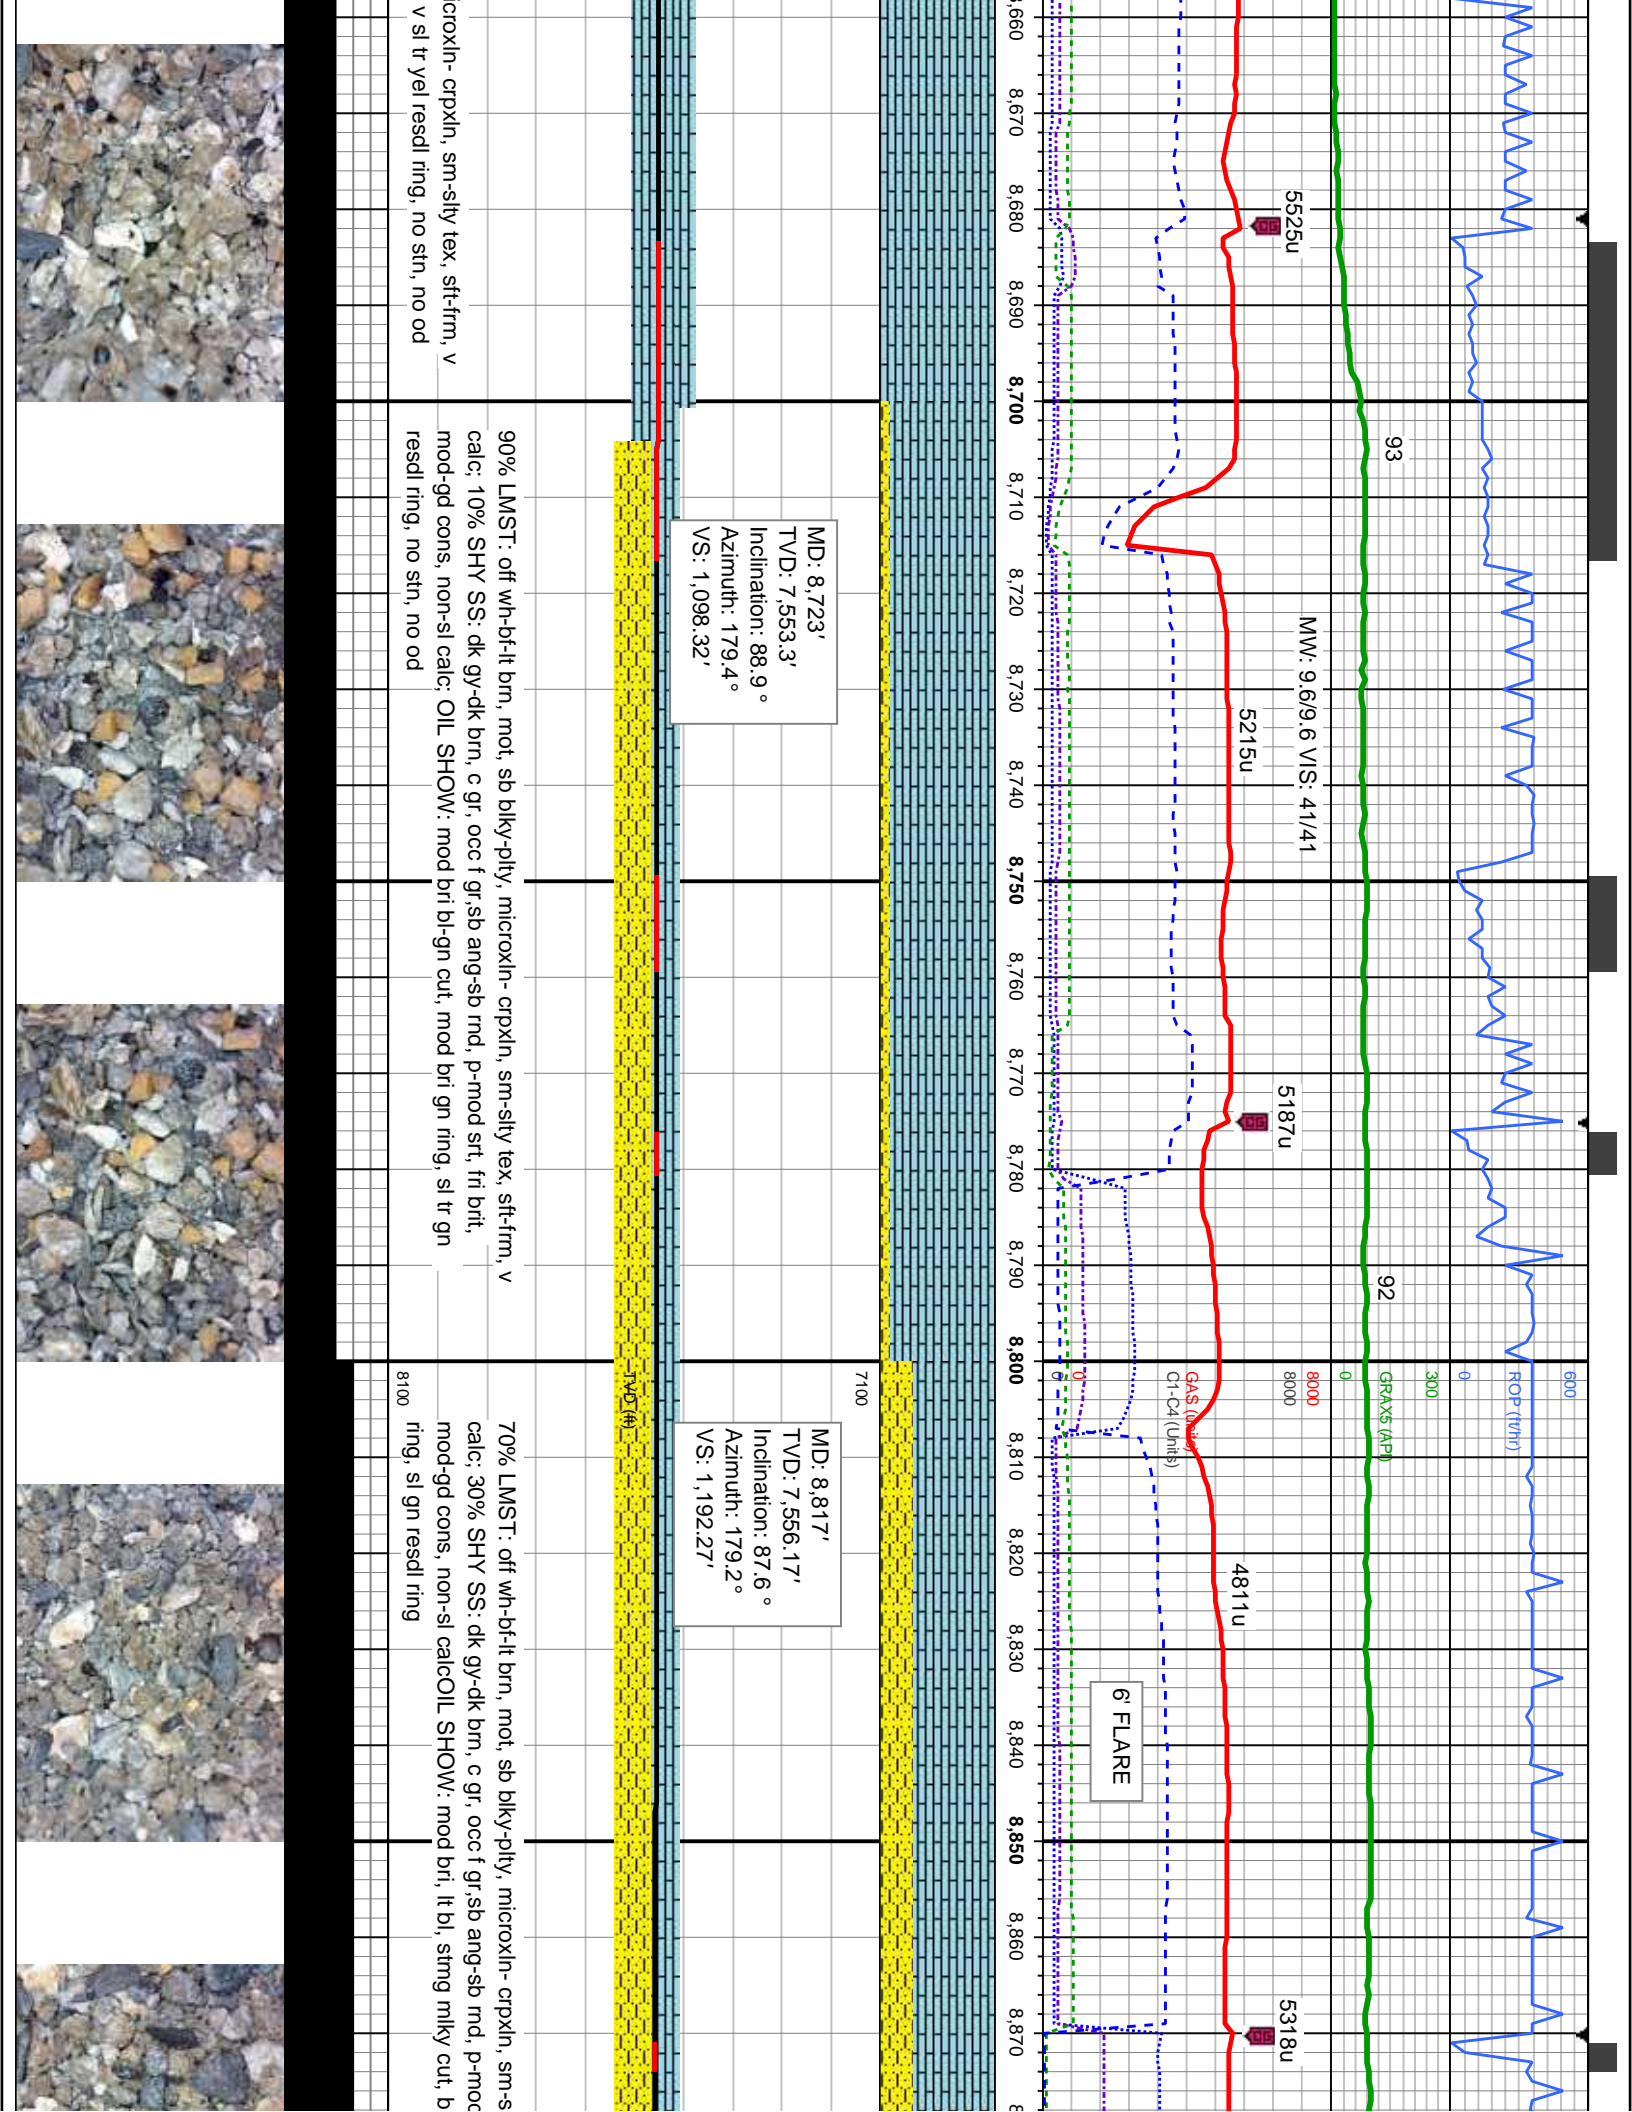 ROP (ft/hr)
0
600
GRAX5 (API)
0
300
93
92
GAS (units)
0
8000
C1-C4 (Units)
0
8000
5525u
MW: 9.6/9.6 VIS: 41/41
5215u
5187u
4811u
6' FLARE
5318u
8,660
8,670
8,680
8,690
8,700
8,710
8,720
8,730
8,740
8,750
8,760
8,770
8,780
8,790
8,800
8,810
8,820
8,830
8,840
8,850
8,860
8,870
7100
TVD (ft)
8100
MD: 8,723'
TVD: 7,553.3'
Inclination: 88.9 °
Azimuth: 179.4°
VS: 1,098.32'
MD: 8,817'
TVD: 7,556.17'
Inclination: 87.6 °
Azimuth: 179.2°
VS: 1,192.27'
icroxln- crpxln, sm-slty tex, sft-frm, v
v sl tr yel resdl ring, no stn, no od
90% LMST: off wh-bf-lt brn, mot, sb blky-plty, microxln- crpxln, sm-slty tex, sft-frm, v
calc; 10% SHY SS: dk gy-dk brn, c gr, occ f gr,sb ang-sb rnd, p-mod srt, fri brit,
mod-gd cons, non-sl calc; OIL SHOW: mod bri bl-gn cut, mod bri gn ring, sl tr gn
resdl ring, no stn, no od
70% LMST: off wh-bf-lt brn, mot, sb blky-plty, microxln- crpxln, sm-s
calc; 30% SHY SS: dk gy-dk brn, c gr, occ f gr,sb ang-sb rnd, p-mod
mod-gd cons, non-sl calcOIL SHOW: mod bri, lt bl, stmg mlky cut, b
ring, sl gn resdl ring